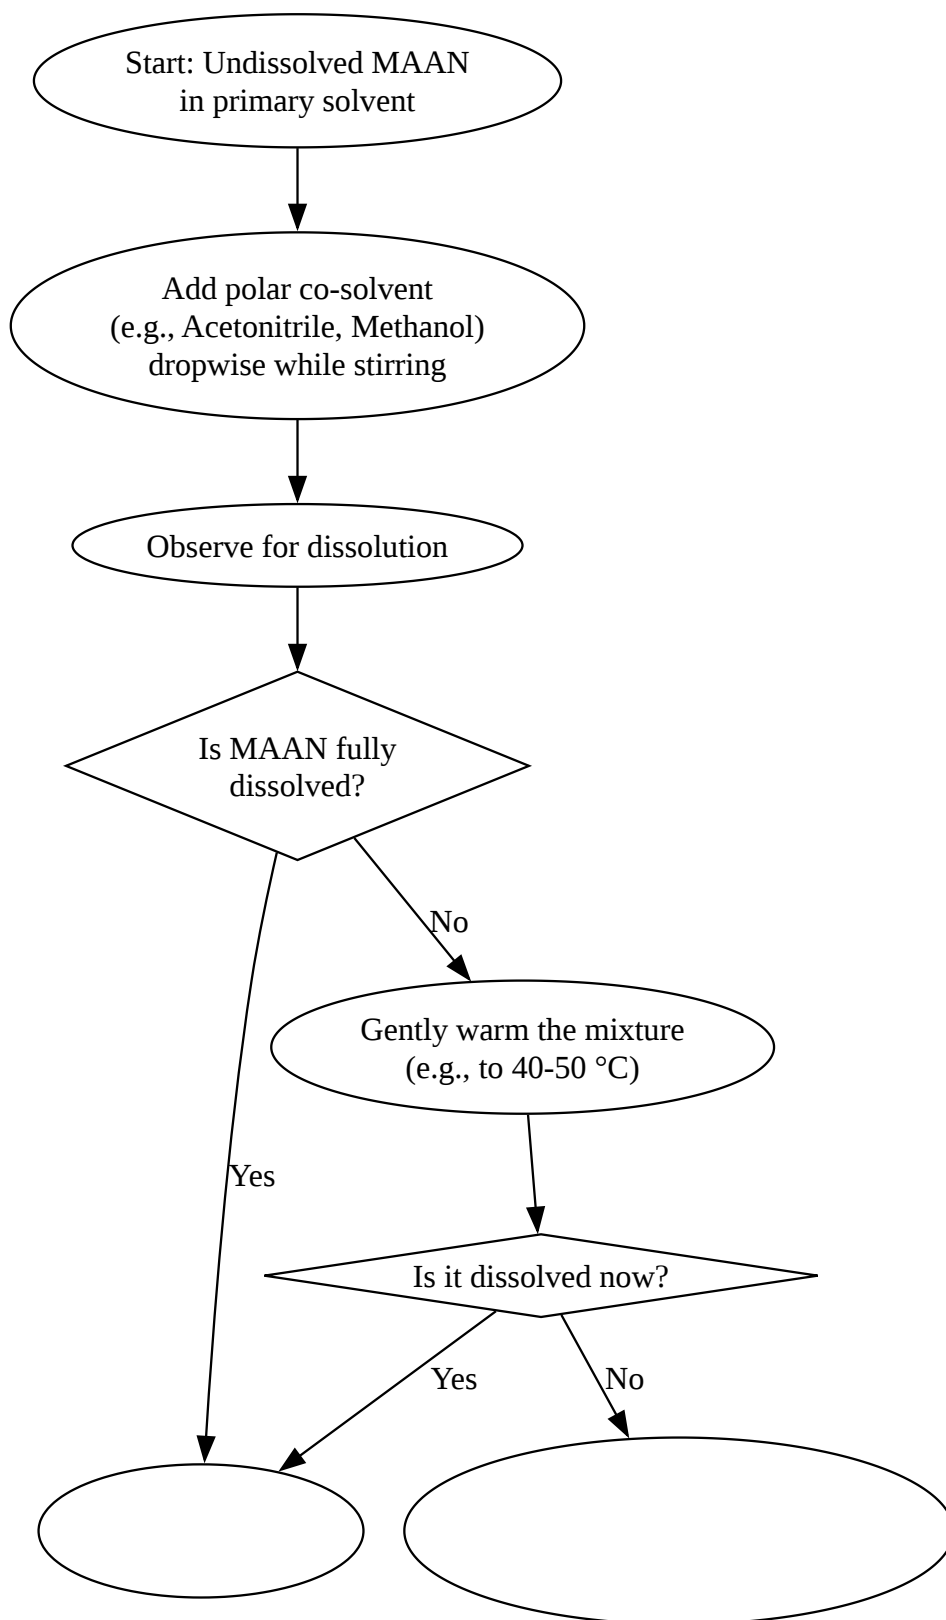 Start: Undissolved MAAN
in primary solvent
Add polar co-solvent
(e.g., Acetonitrile, Methanol)
dropwise while stirring
Observe for dissolution
Is MAAN fully
dissolved?
No
Gently warm the mixture
(e.g., to 40-50 °C)
Yes
Is it dissolved now?
Yes
No